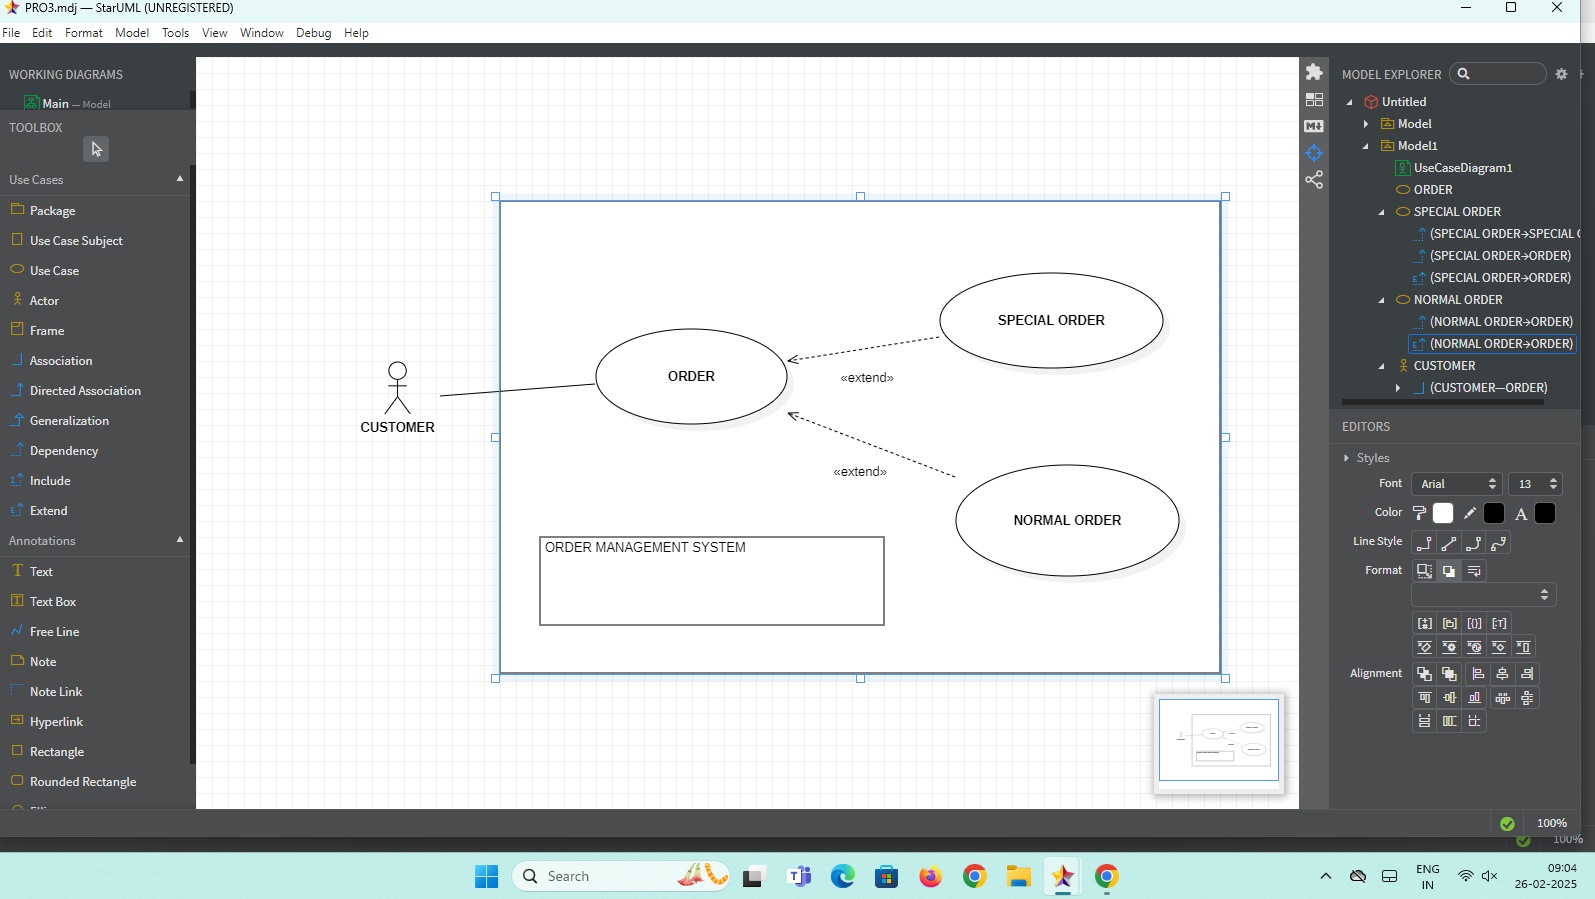 PRO3.mdj — StarUML (UNREGISTERED)
File Edit Format Model Tools View Window Debug Help
WORKING DIAGRAMS
Main — Model
TOOLBOX
Use Cases
Package
Use Case Subject
Use Case
Actor
Frame
Association
Directed Association
Generalization
Dependency
Include
Extend
Annotations
Text
Text Box
Free Line
Note
Note Link
Hyperlink
Rectangle
Rounded Rectangle
CUSTOMER
ORDER
SPECIAL ORDER
«extend»
«extend»
NORMAL ORDER
ORDER MANAGEMENT SYSTEM
MODEL EXPLORER
Untitled
Model
Model1
UseCaseDiagram1
ORDER
SPECIAL ORDER
(SPECIAL ORDER→SPECIAL
(SPECIAL ORDER→ORDER)
(SPECIAL ORDER→ORDER)
NORMAL ORDER
(NORMAL ORDER→ORDER)
(NORMAL ORDER→ORDER)
CUSTOMER
(CUSTOMER—ORDER)
EDITORS
Styles
Font Arial 13
Color
Line Style
Format
Alignment
100%
100%
Search
ENG
IN
09:04
26-02-2025